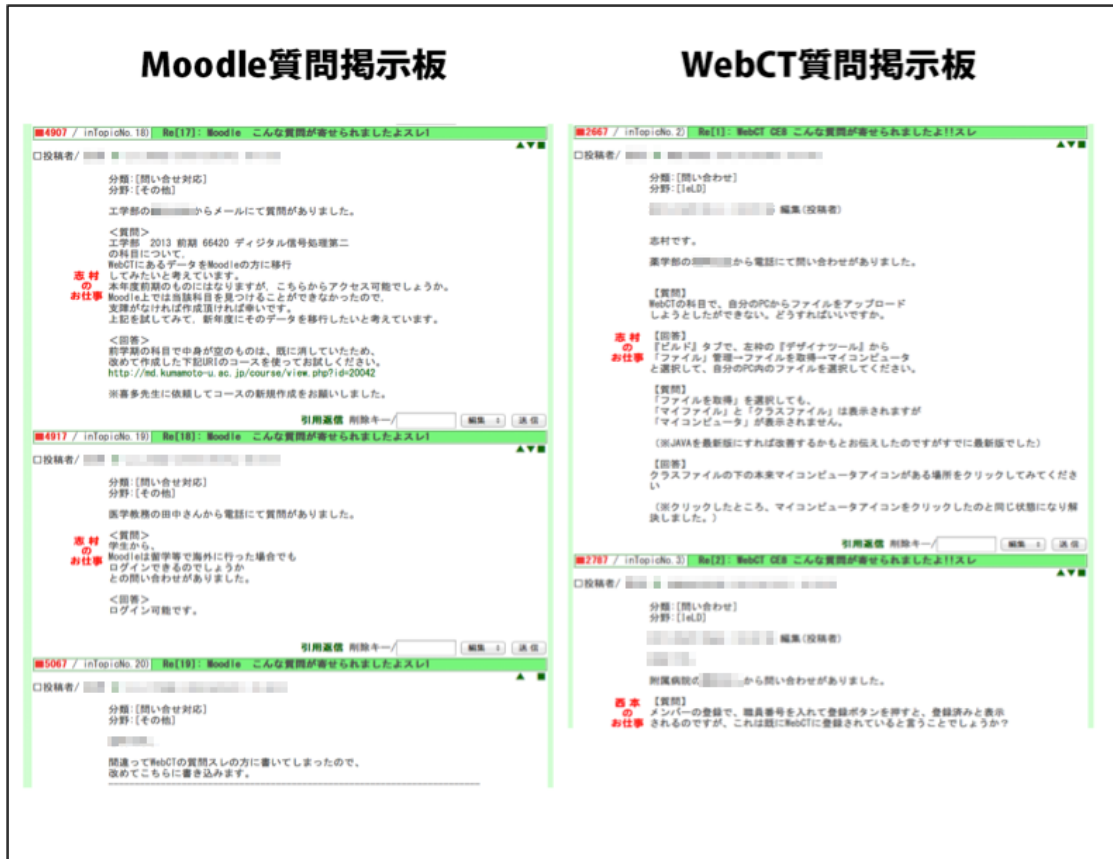 Moodle質問掲示板
■4907 / inTopicNo.18) Re[17]: Moodle こんな質問が寄せられましたよスレ1
▲▼■
□投稿者/
分類:[問い合せ対応]
分野:[その他]
工学部の からメールにて質問がありました。
<質問>
工学部 2013 前期 66420 ディジタル信号処理第二
の科目について、
WebCTにあるデータをMoodleの方に移行
してみたいと考えています。
本年度前期のものにはなりますが、こちらからアクセス可能でしょうか。
Moodle上では当該科目を見つけることができなかったので、
支障がなければ作成頂ければ幸いです。
上記を試してみて、新年度にそのデータを移行したいと考えています。
志村
の
お仕事
<回答>
前学期の科目で中身が空のものは、既に消していたため、
改めて作成した下記URIのコースを使ってお試しください。
http://md.kumamoto-u.ac.jp/course/view.php?id=20042
※喜多先生に依頼してコースの新規作成をお願いしました。
引用返信 削除キー/ 編集 送信
■4917 / inTopicNo.19) Re[18]: Moodle こんな質問が寄せられましたよスレ1
▲▼■
□投稿者/
分類:[問い合せ対応]
分野:[その他]
医学教務の田中さんから電話にて質問がありました。
<質問>
学生から、
Moodleは留学等で海外に行った場合でも
ログインできるのでしょうか
との問い合わせがありました。
志村
の
お仕事
<回答>
ログイン可能です。
引用返信 削除キー/ 編集 送信
■5067 / inTopicNo.20) Re[19]: Moodle こんな質問が寄せられましたよスレ1
▲ ■
□投稿者/
分類:[問い合せ対応]
分野:[その他]
間違ってWebCTの質問スレの方に書いてしまったので、
改めてこちらに書き込みます。
WebCT質問掲示板
■2667 / inTopicNo.2) Re[1]: WebCT CE8 こんな質問が寄せられましたよ!!スレ
▲▼■
□投稿者/
分類:[問い合わせ]
分野:[IeLD]
編集(投稿者)
志村です。
薬学部の から電話にて問い合わせがありました。
【質問】
WebCTの科目で、自分のPCからファイルをアップロード
しようとしたができない。どうすればいいですか。
志村
の
お仕事
【回答】
『ビルド』タブで、左枠の『デザイナツール』から
「ファイル」管理→ファイルを取得→マイコンピュータ
と選択して、自分のPC内のファイルを選択してください。
【質問】
「ファイルを取得」を選択しても、
「マイファイル」と「クラスファイル」は表示されますが
「マイコンピュータ」が表示されません。
(※JAVAを最新版にすれば改善するかもとお伝えしたのですがすでに最新版でした)
【回答】
クラスファイルの下の本来マイコンピュータアイコンがある場所をクリックしてみてくださ
い
(※クリックしたところ、マイコンピュータアイコンをクリックしたのと同じ状態になり解
決しました。)
引用返信 削除キー/ 編集 送信
■2787 / inTopicNo.3) Re[2]: WebCT CE8 こんな質問が寄せられましたよ!!スレ
▲▼■
□投稿者/
分類:[問い合わせ]
分野:[IeLD]
編集(投稿者)
附属病院の から問い合わせがありました。
西本
の
お仕事
【質問】
メンバーの登録で、職員番号を入れて登録ボタンを押すと、登録済みと表示
されるのですが、これは既にWebCTに登録されていると言うことでしょうか?